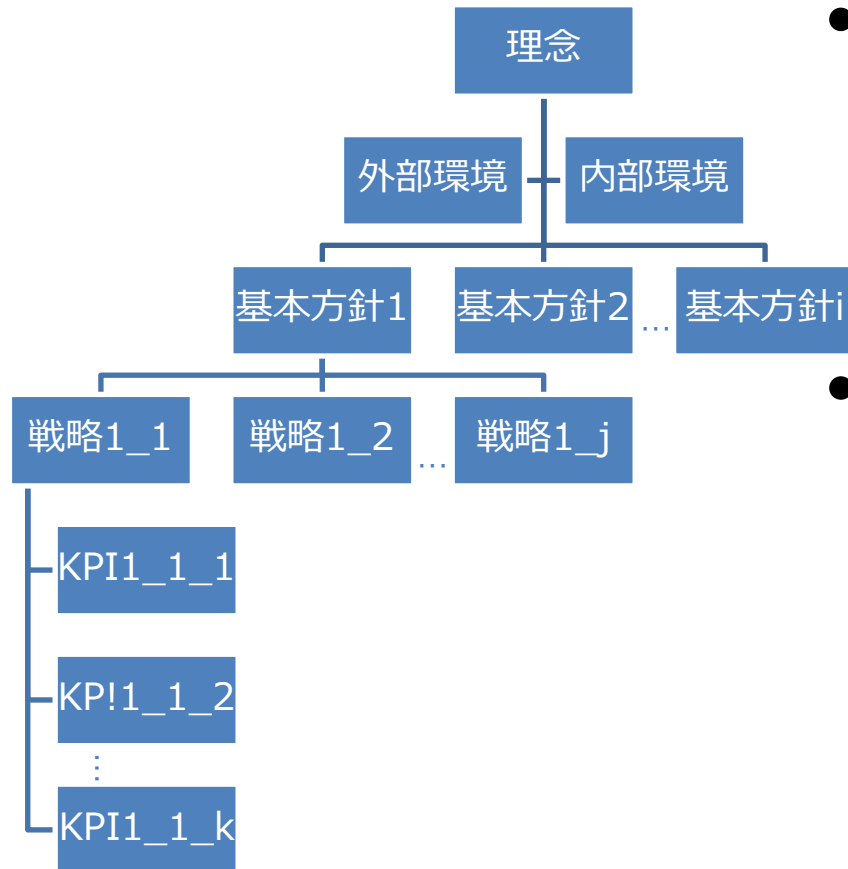 理念
外部環境
内部環境
基本方針1
基本方針2
…
基本方針i
戦略1_1
戦略1_2
…
戦略1_j
KPI1_1_1
KP!1_1_2
…
KPI1_1_k